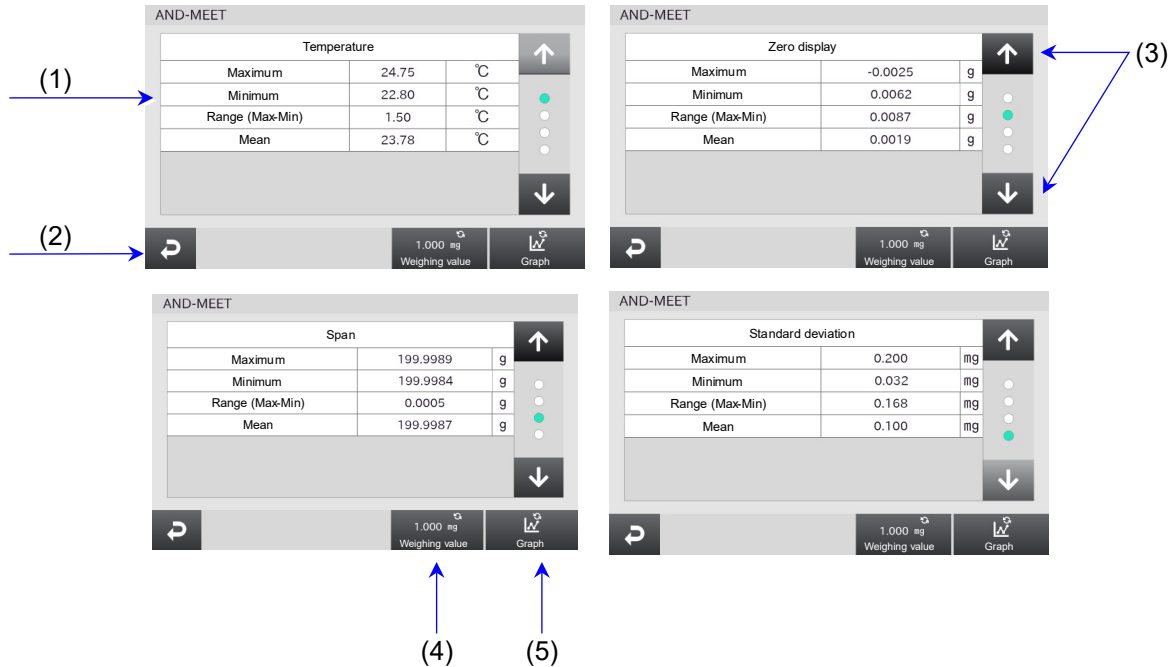 AND-MEET
Temperature
Maximum 24.75 ℃
Minimum 22.80 ℃
Range (Max-Min) 1.50 ℃
Mean 23.78 ℃
1.000 mg
Weighing value
Graph
(1)
(2)
AND-MEET
Zero display
Maximum -0.0025 g
Minimum 0.0062 g
Range (Max-Min) 0.0087 g
Mean 0.0019 g
1.000 mg
Weighing value
Graph
(3)
AND-MEET
Span
Maximum 199.9989 g
Minimum 199.9984 g
Range (Max-Min) 0.0005 g
Mean 199.9987 g
1.000 mg
Weighing value
Graph
AND-MEET
Standard deviation
Maximum 0.200 mg
Minimum 0.032 mg
Range (Max-Min) 0.168 mg
Mean 0.100 mg
1.000 mg
Weighing value
Graph
(4)
(5)